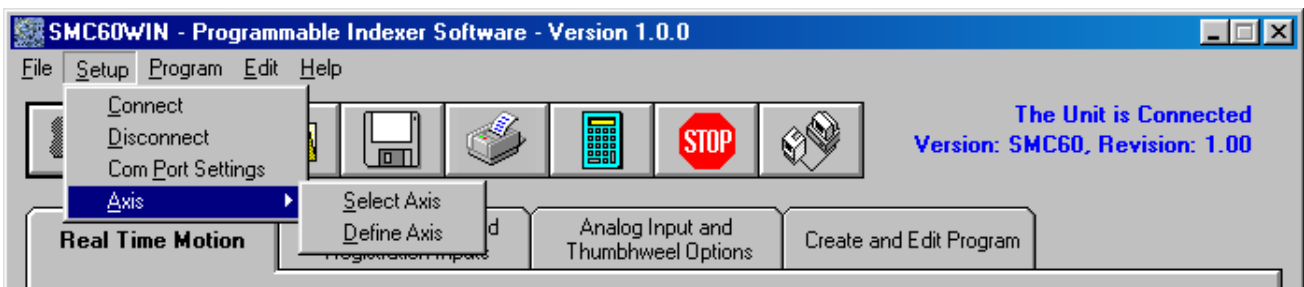 SMC60WIN - Programmable Indexer Software - Version 1.0.0
File Setup Program Edit Help
Connect
Disconnect
Com Port Settings
Axis
Select Axis
Define Axis
STOP
The Unit is Connected
Version: SMC60, Revision: 1.00
Real Time Motion
Registration Inputs
Analog Input and
Thumbhweel Options
Create and Edit Program